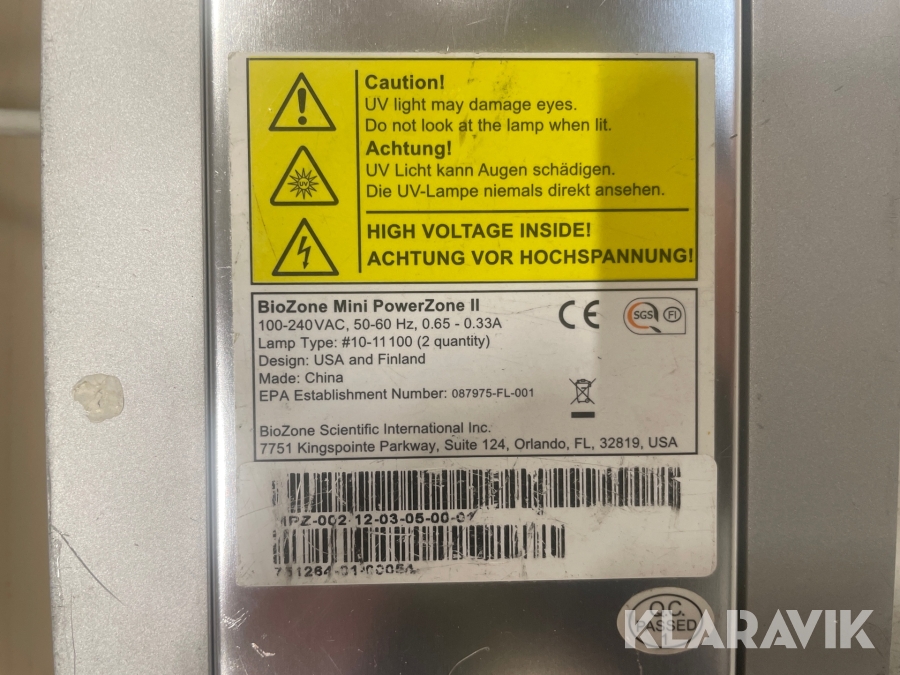 Caution!
UV light may damage eyes.
Do not look at the lamp when lit.
Achtung!
UV Licht kann Augen schädigen.
Die UV-Lampe niemals direkt ansehen.
UV
HIGH VOLTAGE INSIDE!
ACHTUNG VOR HOCHSPANNUNG!
BioZone Mini PowerZone II
100-240VAC, 50-60 Hz, 0.65 - 0.33A
Lamp Type: #10-11100 (2 quantity)
Design: USA and Finland
Made: China
EPA Establishment Number: 087975-FL-001
CE
SGS FI
BioZone Scientific International Inc.
7751 Kingspointe Parkway, Suite 124, Orlando, FL, 32819, USA
Q.C.
PASSED
KLARAVIK